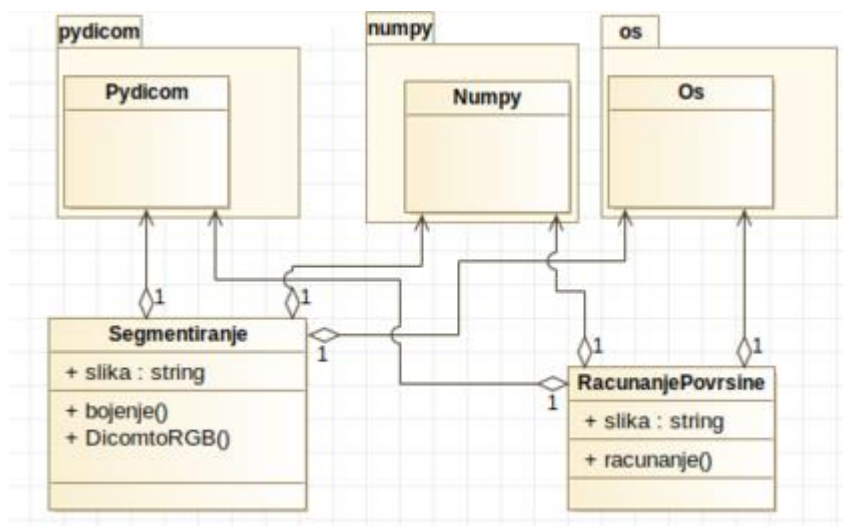 pydicom
Pydicom
numpy
Numpy
os
Os
1
1
1
1
1
1
Segmentiranje
+ slika : string
+ bojenje()
+ DicomtoRGB()
RacunanjePovrsine
+ slika : string
+ racunanje()